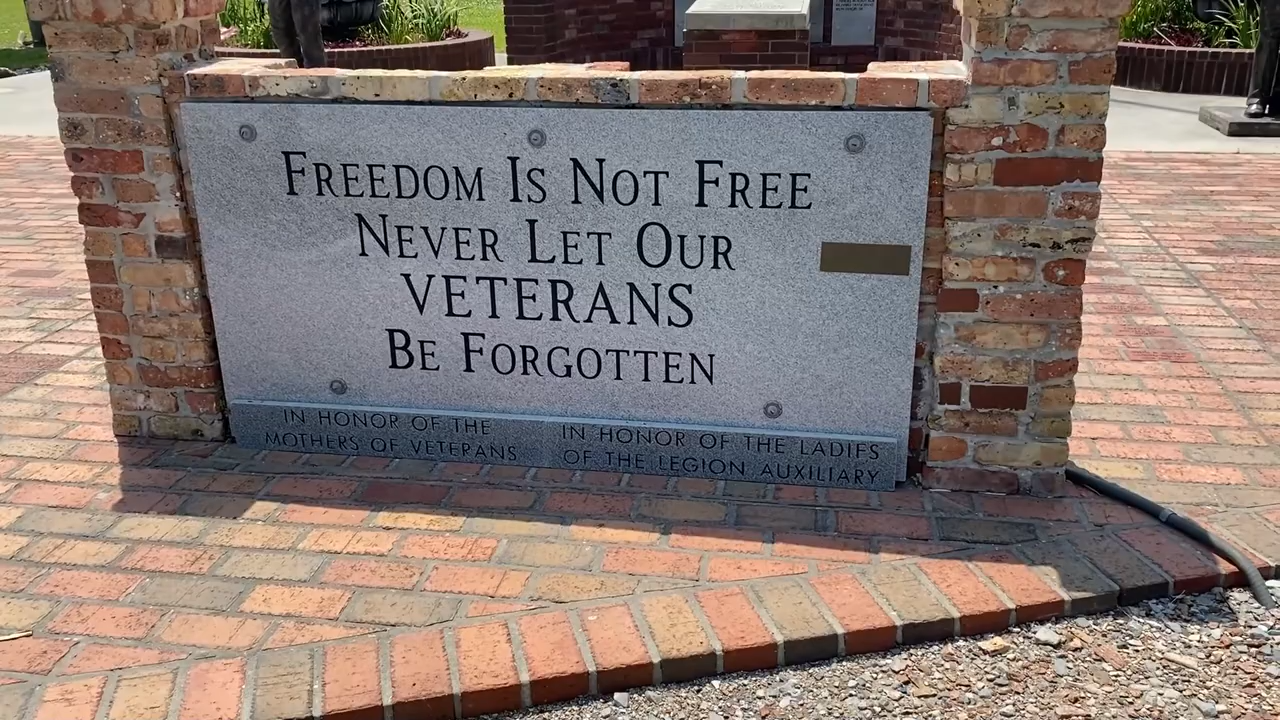 FREEDOM IS NOT FREE
NEVER LET OUR
VETERANS
BE FORGOTTEN
IN HONOR OF THE
MOTHERS OF VETERANS
IN HONOR OF THE LADIES
OF THE LEGION AUXILIARY